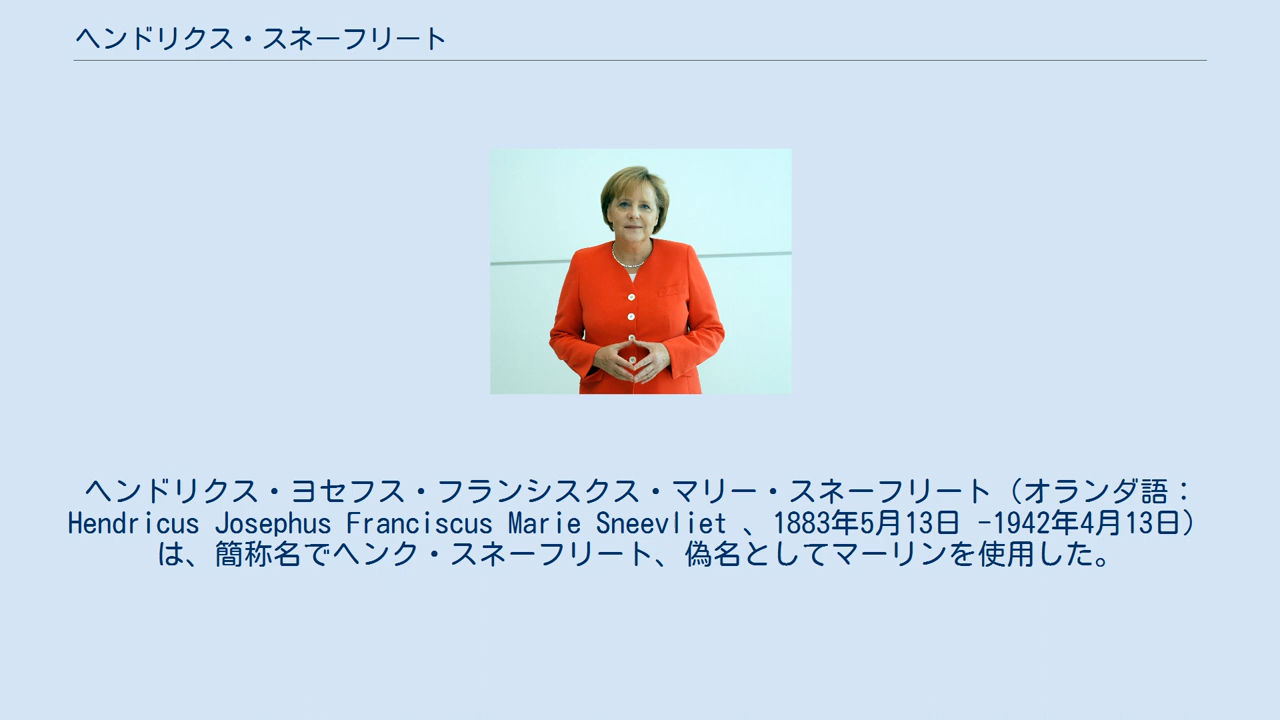 ヘンドリクス・スネーフリート
ヘンドリクス・ヨセフス・フランシスクス・マリー・スネーフリート（オランダ語：
Hendricus Josephus Franciscus Marie Sneevliet 、1883年5月13日 -1942年4月13日）
は、簡称名でヘンク・スネーフリート、偽名としてマーリンを使用した。